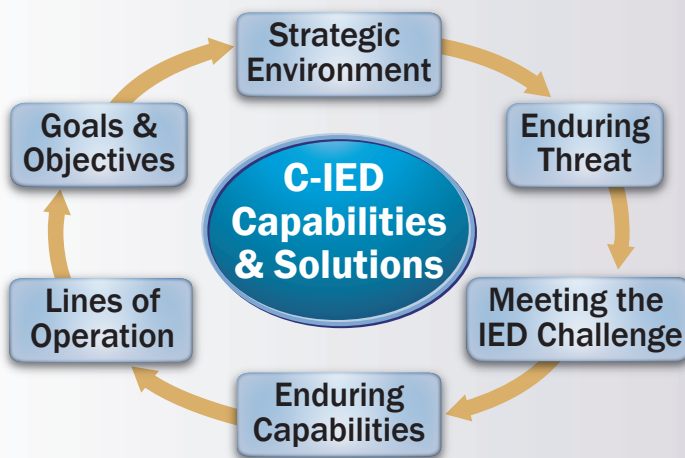 Strategic
Environment
Enduring
Threat
Meeting the
IED Challenge
Enduring
Capabilities
Lines of
Operation
Goals &
Objectives
C-IED
Capabilities
& Solutions